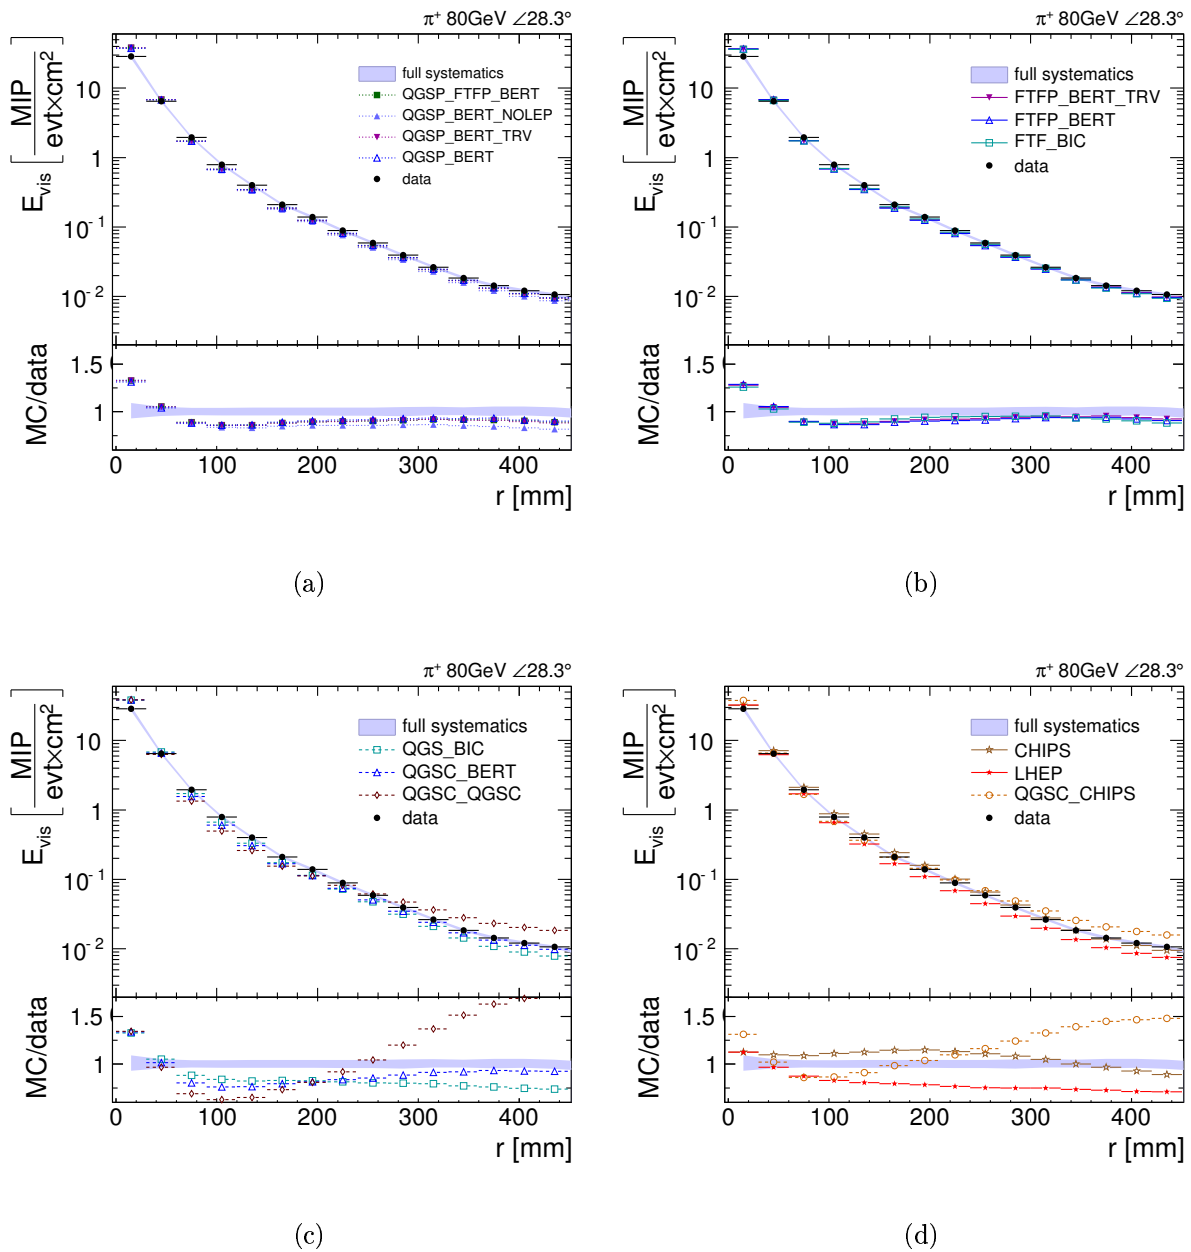 π⁺ 80GeV ∠28.3°
E_vis [MIP / evt×cm²]
10
1
10⁻¹
10⁻²
full systematics
QGSP_FTFP_BERT
QGSP_BERT_NOLEP
QGSP_BERT_TRV
QGSP_BERT
data
MC/data
1.5
1
0 100 200 300 400
r [mm]
(a)
π⁺ 80GeV ∠28.3°
E_vis [MIP / evt×cm²]
10
1
10⁻¹
10⁻²
full systematics
FTFP_BERT_TRV
FTFP_BERT
FTF_BIC
data
MC/data
1.5
1
0 100 200 300 400
r [mm]
(b)
π⁺ 80GeV ∠28.3°
E_vis [MIP / evt×cm²]
10
1
10⁻¹
10⁻²
full systematics
QGS_BIC
QGSC_BERT
QGSC_QGSC
data
MC/data
1.5
1
0 100 200 300 400
r [mm]
(c)
π⁺ 80GeV ∠28.3°
E_vis [MIP / evt×cm²]
10
1
10⁻¹
10⁻²
full systematics
CHIPS
LHEP
QGSC_CHIPS
data
MC/data
1.5
1
0 100 200 300 400
r [mm]
(d)